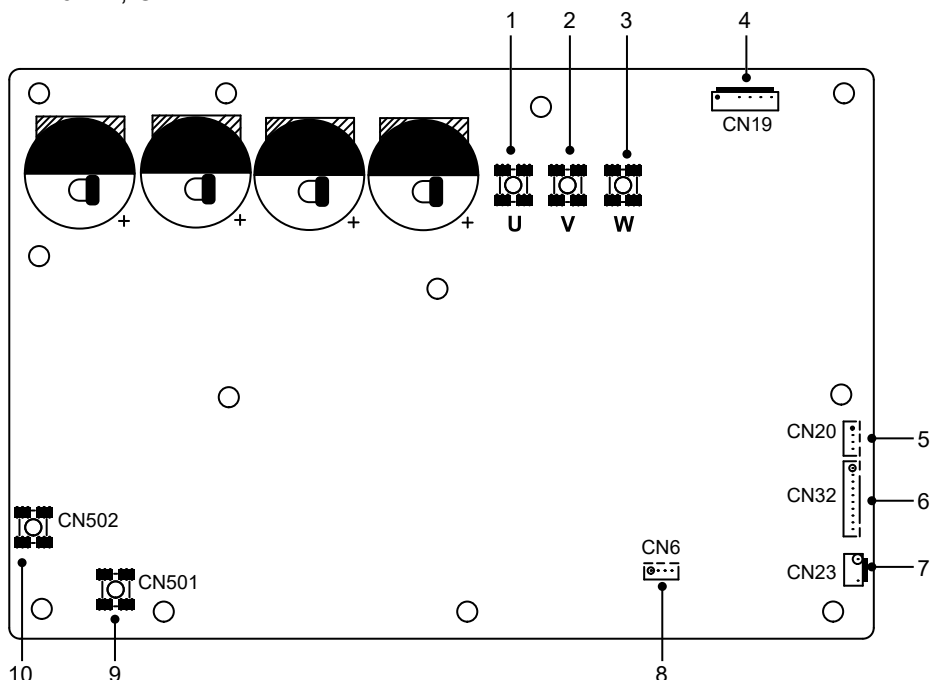 1 2 3 4
CN19
+ + + +
U V W
CN20 5
CN32 6
CN502
CN6
CN501
CN23 7
10 9 8